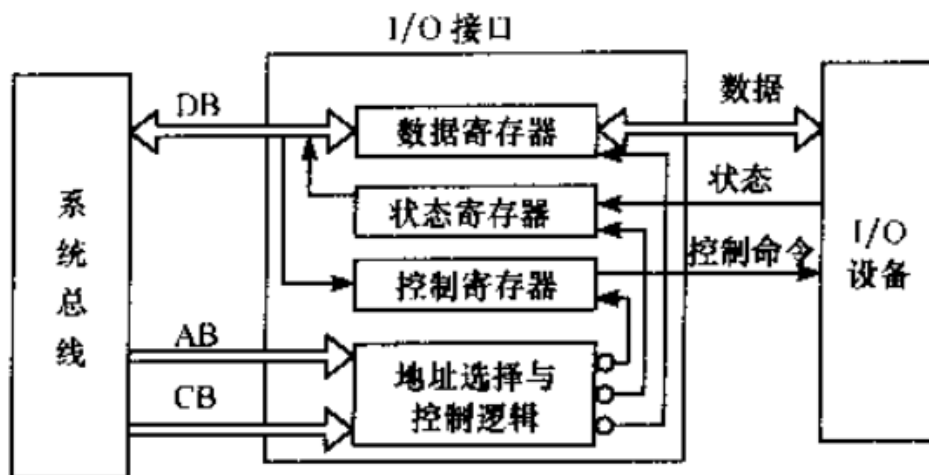 I/O 接口
系统总线
DB
数据寄存器
数据
状态寄存器
状态
控制寄存器
控制命令
I/O
设备
AB
CB
地址选择与
控制逻辑